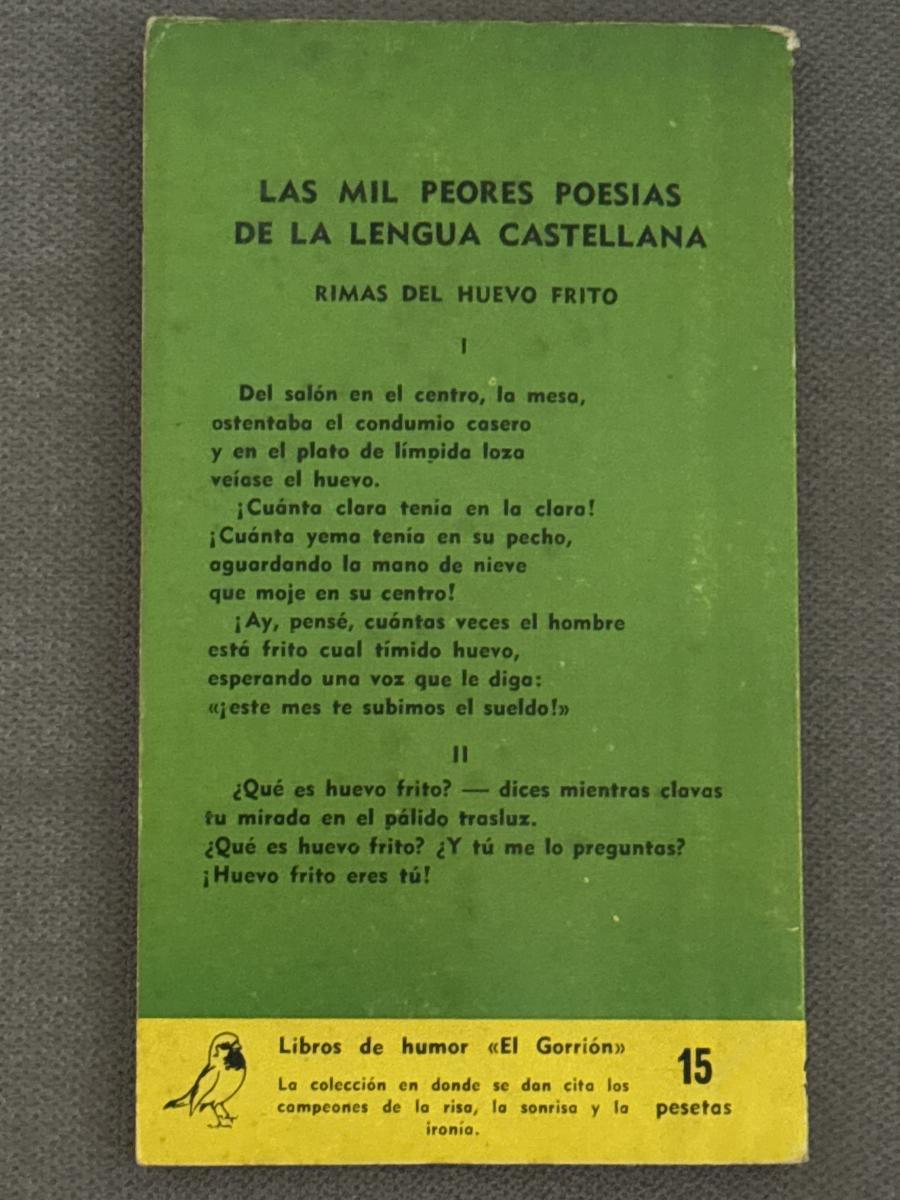 LAS MIL PEORES POESIAS
DE LA LENGUA CASTELLANA
RIMAS DEL HUEVO FRITO
I
Del salón en el centro, la mesa,
ostentaba el condumio casero
y en el plato de límpida loza
veíase el huevo.
¡Cuánta clara tenía en la clara!
¡Cuánta yema tenía en su pecho,
aguardando la mano de nieve
que moje en su centro!
¡Ay, pensé, cuántas veces el hombre
está frito cual tímido huevo,
esperando una voz que le diga:
«¡este mes te subimos el sueldo!»
II
¿Qué es huevo frito? — dices mientras clavas
tu mirada en el pálido trasluz.
¿Qué es huevo frito? ¿Y tú me lo preguntas?
¡Huevo frito eres tú!
Libros de humor «El Gorrión»
La colección en donde se dan cita los
campeones de la risa, la sonrisa y la
ironía.
15
pesetas